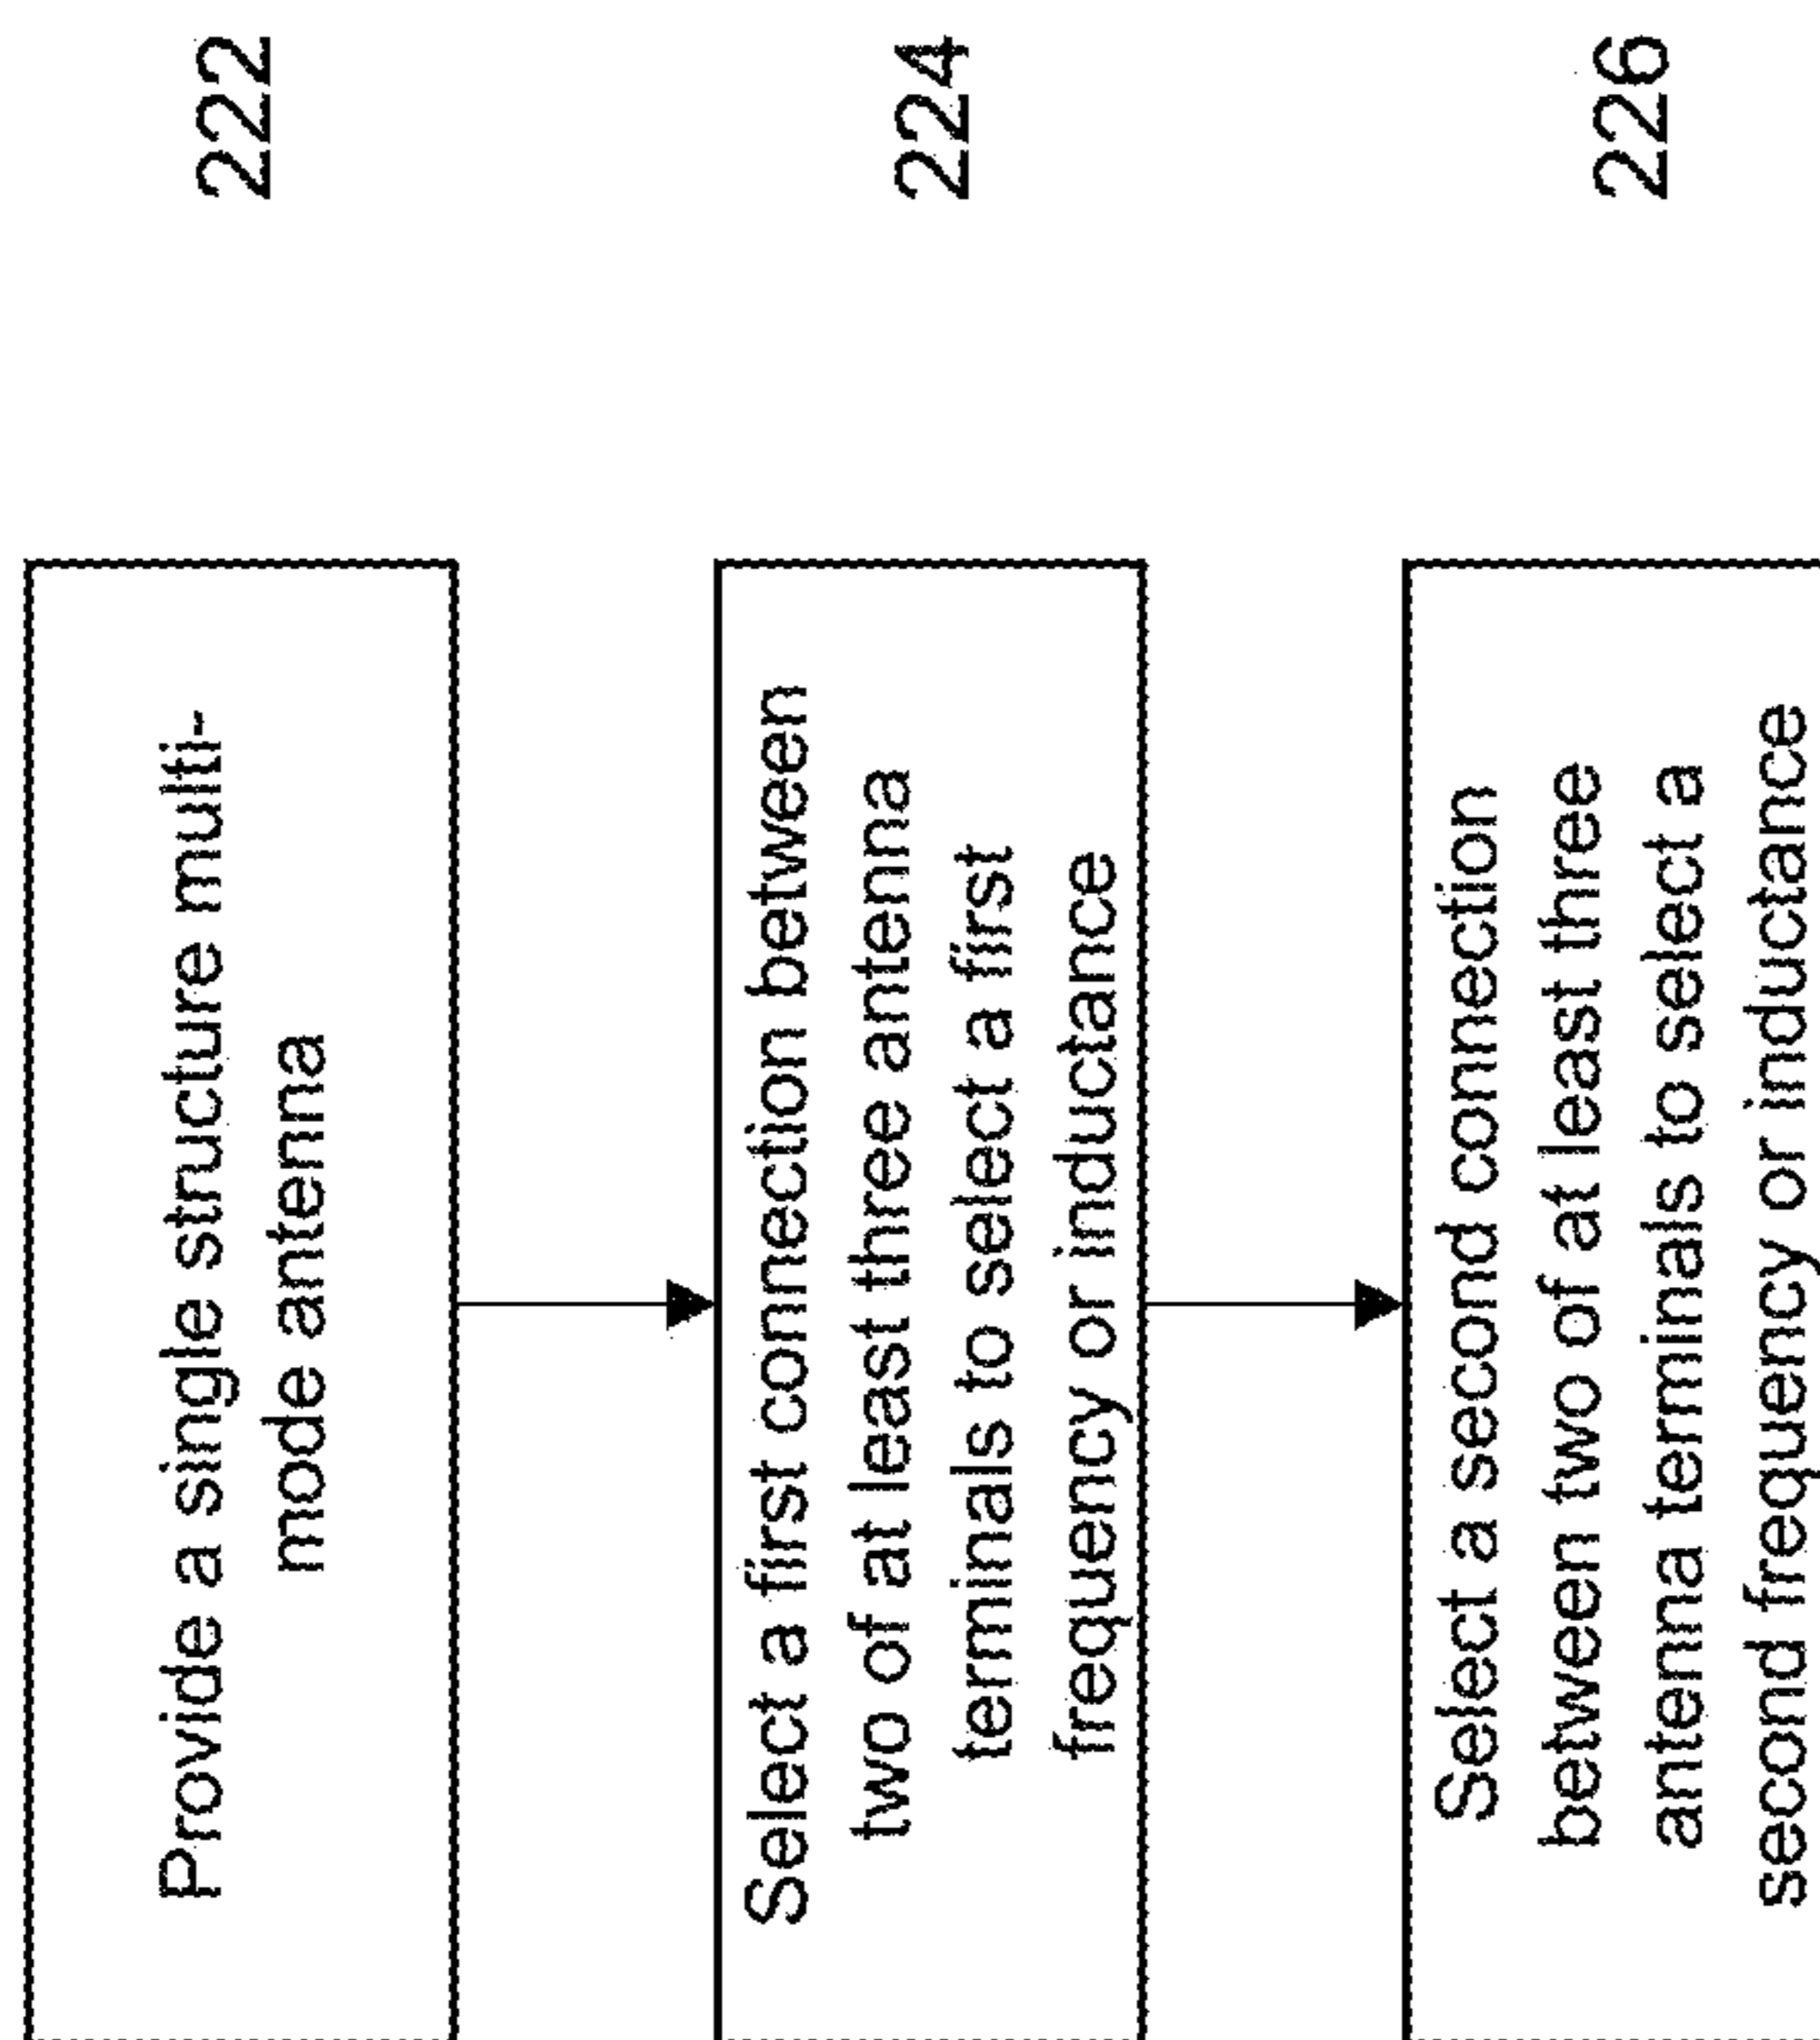 Provide a single structure multi-
mode antenna
222
Select a first connection between
two of at least three antenna
terminals to select a first
frequency or inductance
224
Select a second connection
between two of at least three
antenna terminals to select a
second frequency or inductance
226